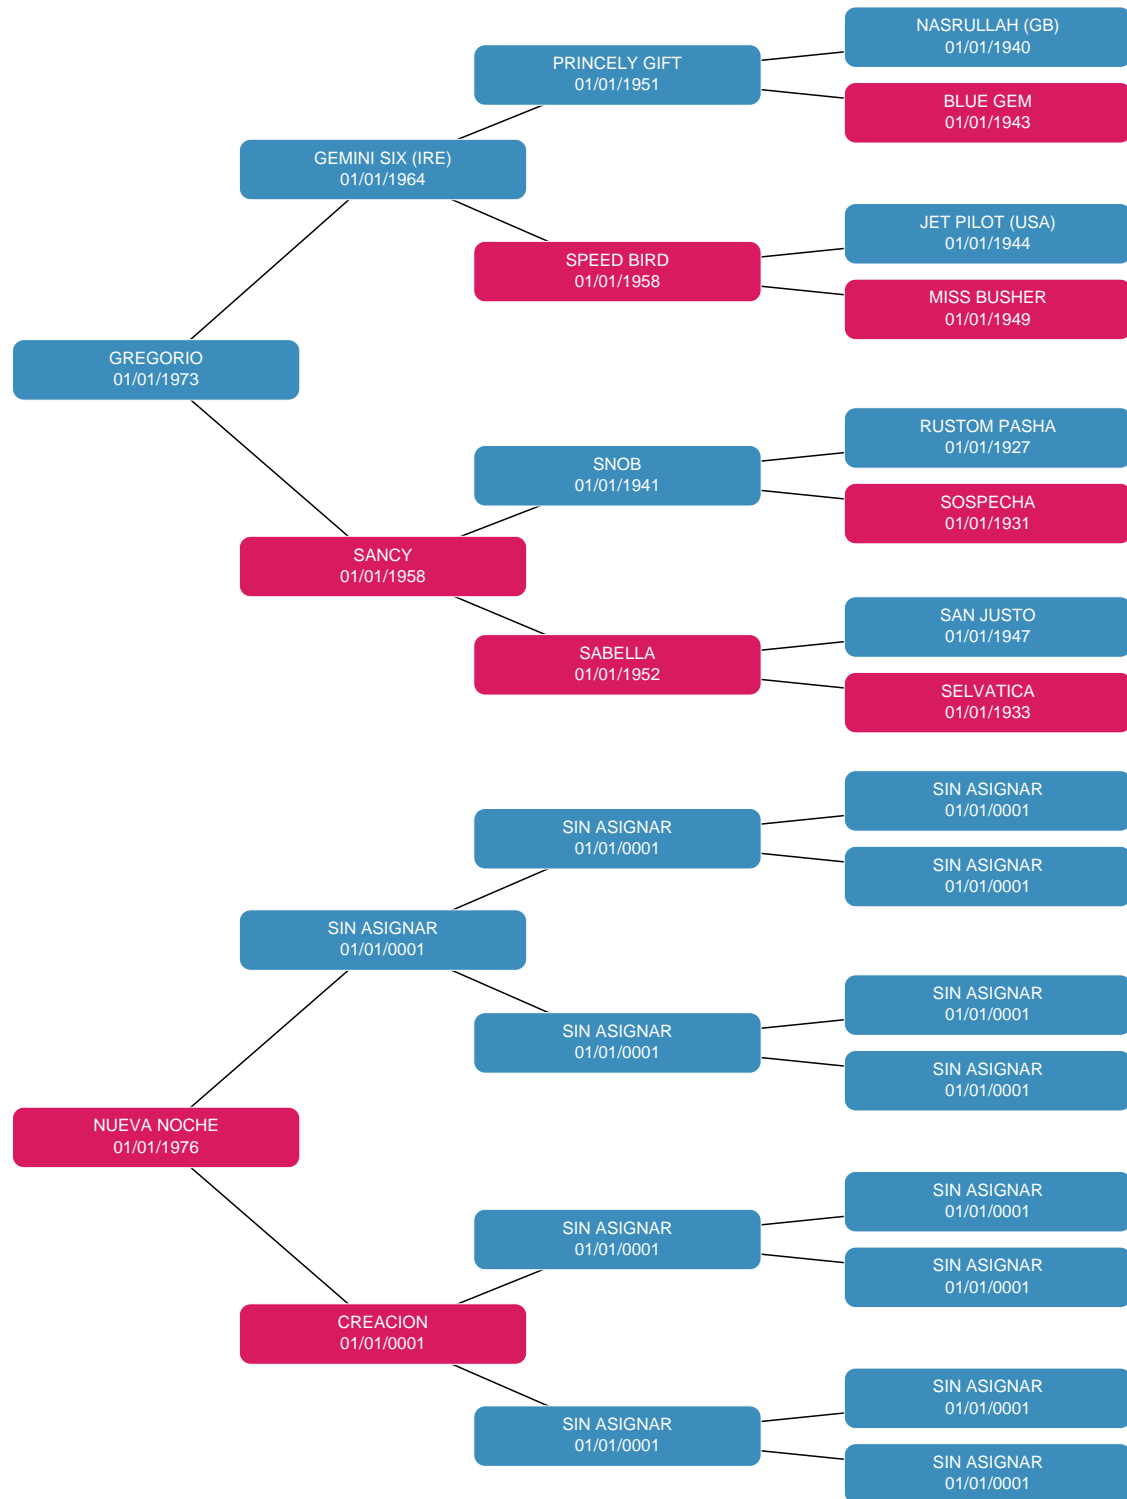 NASRULLAH (GB)
01/01/1940
PRINCELY GIFT
01/01/1951
BLUE GEM
01/01/1943
GEMINI SIX (IRE)
01/01/1964
JET PILOT (USA)
01/01/1944
SPEED BIRD
01/01/1958
MISS BUSHER
01/01/1949
GREGORIO
01/01/1973
RUSTOM PASHA
01/01/1927
SNOB
01/01/1941
SOSPECHA
01/01/1931
SANCY
01/01/1958
SAN JUSTO
01/01/1947
SABELLA
01/01/1952
SELVATICA
01/01/1933
SIN ASIGNAR
01/01/0001
SIN ASIGNAR
01/01/0001
SIN ASIGNAR
01/01/0001
SIN ASIGNAR
01/01/0001
SIN ASIGNAR
01/01/0001
SIN ASIGNAR
01/01/0001
SIN ASIGNAR
01/01/0001
NUEVA NOCHE
01/01/1976
SIN ASIGNAR
01/01/0001
SIN ASIGNAR
01/01/0001
SIN ASIGNAR
01/01/0001
CREACION
01/01/0001
SIN ASIGNAR
01/01/0001
SIN ASIGNAR
01/01/0001
SIN ASIGNAR
01/01/0001